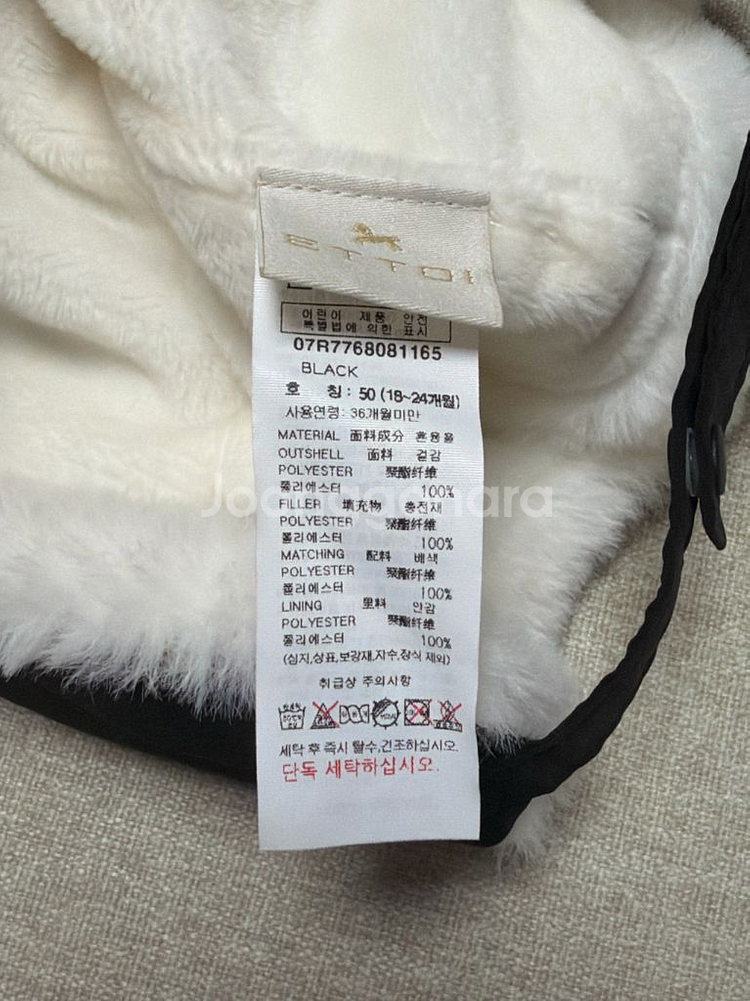 ETTOI
어린이 제품 안전
특별법에 의한 표시
07R7768081165
BLACK
호 칭: 50 (18~24개월)
사용연령: 36개월미만
MATERIAL 面料成分 혼용율
OUTSHELL 面料 겉감
POLYESTER 聚酯纤维
폴리에스터 100%
FILLER 填充物 충전재
POLYESTER 聚酯纤维
폴리에스터 100%
MATCHING 配料 배색
POLYESTER 聚酯纤维
폴리에스터 100%
LINING 里料 안감
POLYESTER 聚酯纤维
폴리에스터 100%
(심지,상표,보강재,자수,장식 제외)
취급상 주의사항
세탁 후 즉시 탈수,건조하십시오.
단독 세탁하십시오.
Joongonara